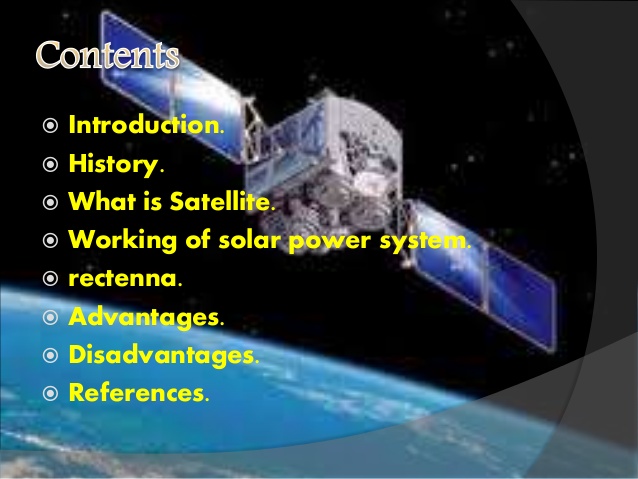 Contents
Introduction.
History.
What is Satellite.
Working of solar power system.
rectenna.
Advantages.
Disadvantages.
References.